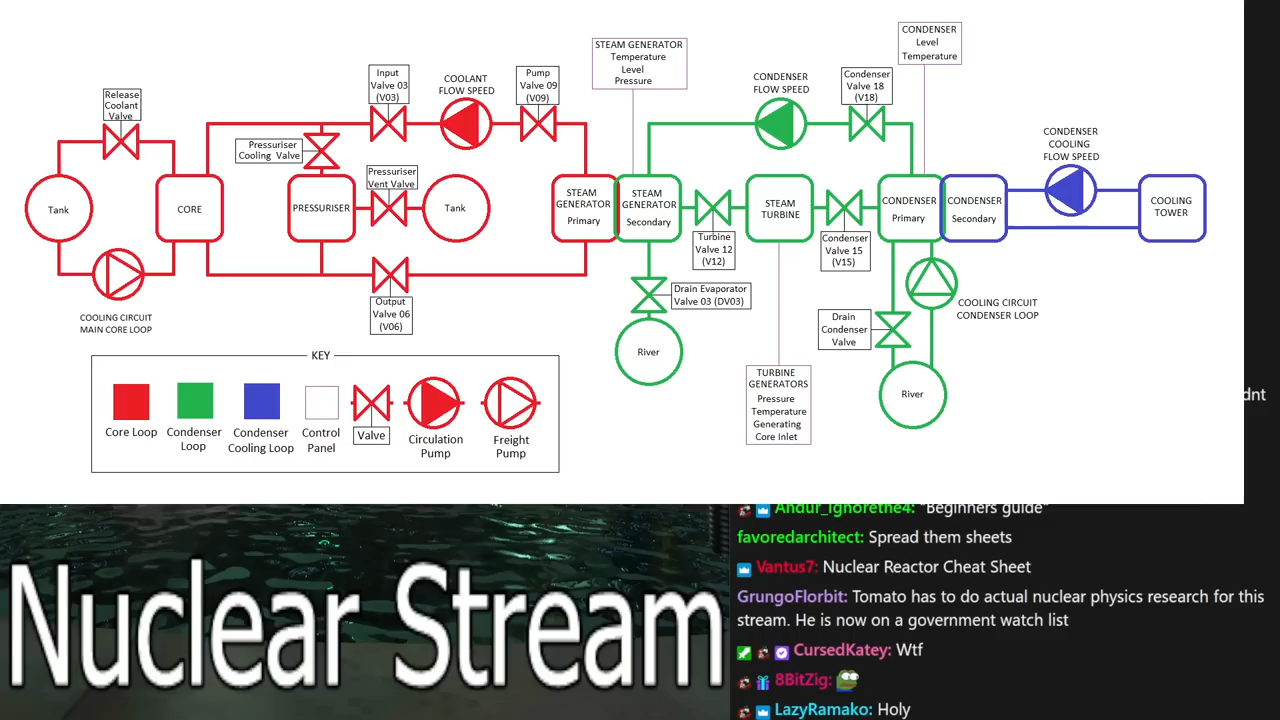 CONDENSER
Level
Temperature
STEAM GENERATOR
Temperature
Level
Pressure
Input
Valve 03
(V03)
COOLANT
FLOW SPEED
Pump
Valve 09
(V09)
CONDENSER
FLOW SPEED
Condenser
Valve 18
(V18)
Release
Coolant
Valve
Pressuriser
Cooling Valve
Pressuriser
Vent Valve
CONDENSER
COOLING
FLOW SPEED
Tank
CORE
PRESSURISER
Tank
STEAM
GENERATOR
Primary
STEAM
GENERATOR
Secondary
STEAM
TURBINE
CONDENSER
Primary
CONDENSER
Secondary
COOLING
TOWER
Turbine
Valve 12
(V12)
Condenser
Valve 15
(V15)
COOLING CIRCUIT
MAIN CORE LOOP
Output
Valve 06
(V06)
Drain Evaporator
Valve 03 (DV03)
Drain
Condenser
Valve
COOLING CIRCUIT
CONDENSER LOOP
River
River
TURBINE
GENERATORS
Pressure
Temperature
Generating
Core Inlet
KEY
Core Loop
Condenser
Loop
Condenser
Cooling Loop
Control
Panel
Valve
Circulation
Pump
Freight
Pump
dnt
Nuclear Stream
Andur_Ignorethe4: "Beginners guide"
favoredarchitect: Spread them sheets
Vantus7: Nuclear Reactor Cheat Sheet
GrungoFlorbit: Tomato has to do actual nuclear physics research for this
stream. He is now on a government watch list
CursedKatey: Wtf
8BitZig:
LazyRamako: Holy